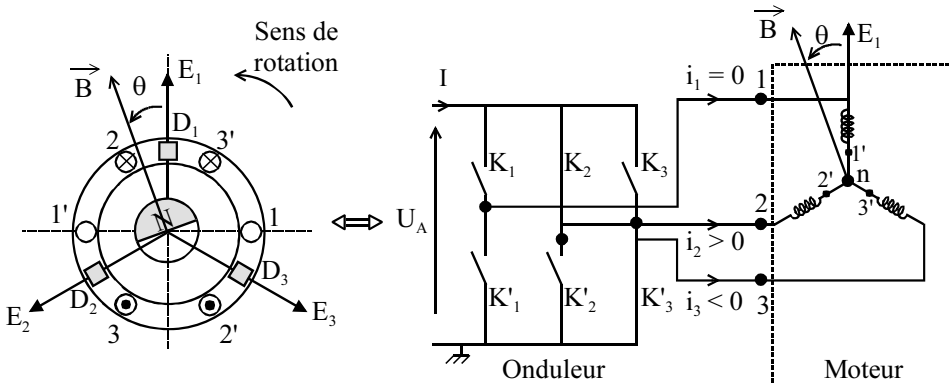 Sens de
rotation
B
θ
E1
D1
2
3'
1'
N
1
D2
D3
E2
E3
3
2'
I
UA
K1
K2
K3
K'1
K'2
K'3
Onduleur
i1 = 0
1
i2 > 0
2
i3 < 0
3
B
θ
E1
1'
n
2'
3'
Moteur